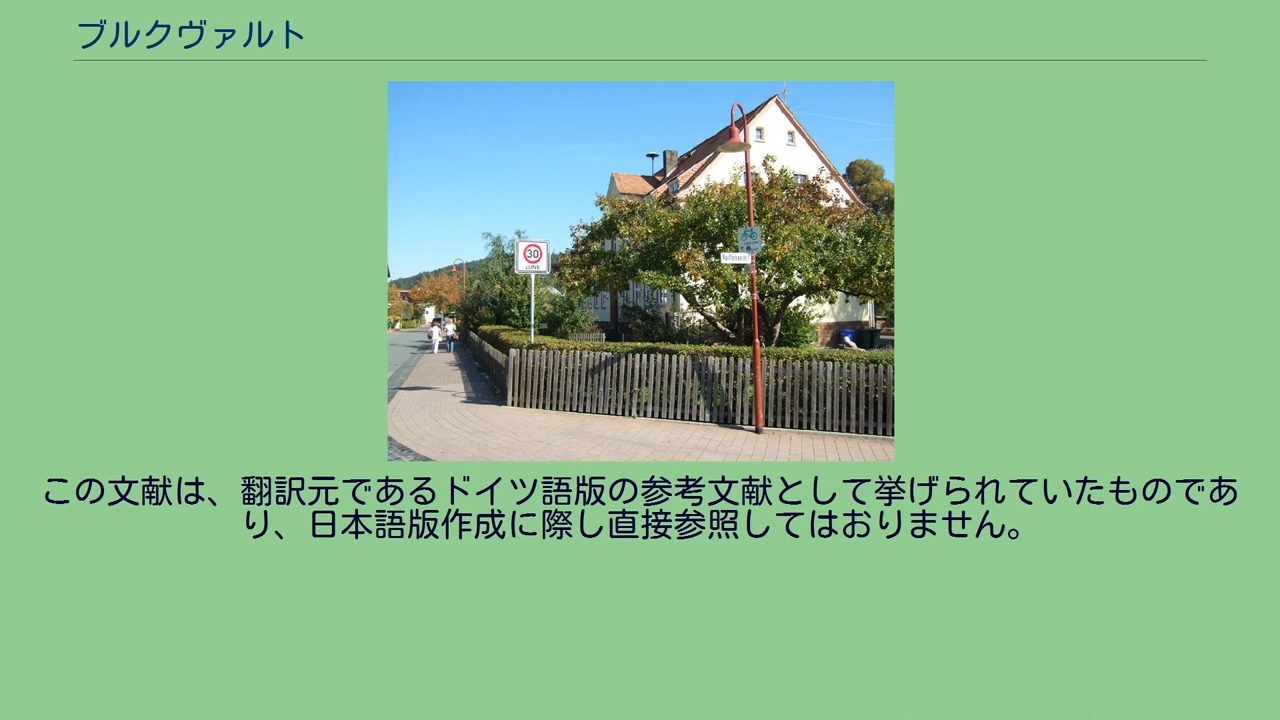 ブルクヴァルト
30
ZONE
この文献は、翻訳元であるドイツ語版の参考文献として挙げられていたものであ
り、日本語版作成に際し直接参照してはおりません。